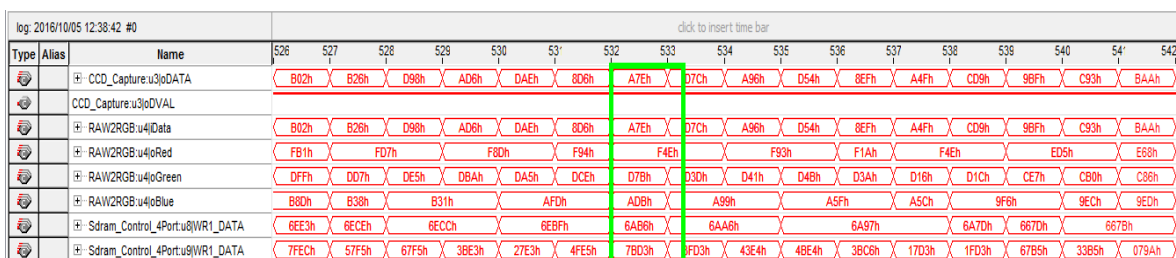 log: 2016/10/05 12:38:42 #0 click to insert time bar
Type Alias Name 526 527 528 529 530 53' 532 533 534 535 536 537 538 539 540 54' 542
CCD_Capture:u3|oDATA B02h B26h D98h AD6h DAEh 8D6h A7Eh D7Ch A96h D54h 8EFh A4Fh CD9h 9BFh C93h BAAh
CCD_Capture:u3|oDVAL
RAW2RGB:u4|iData B02h B26h D98h AD6h DAEh 8D6h A7Eh D7Ch A96h D54h 8EFh A4Fh CD9h 9BFh C93h BAAh
RAW2RGB:u4|oRed FB1h FD7h F8Dh F94h F4Eh F93h F1Ah F4Eh ED5h E68h
RAW2RGB:u4|oGreen DFFh DD7h DE5h DBAh DA5h DCEh D7Bh D3Dh D41h D4Bh D3Ah D16h D1Ch CE7h CB0h C86h
RAW2RGB:u4|oBlue B8Dh B38h B31h AFDh ADBh A99h A5Fh A5Ch 9F6h 9ECh 9EDh
Sdram_Control_4Port:u8|WR1_DATA 6EE3h 6ECEh 6ECCh 6EBFh 6AB6h 6AA6h 6A97h 6A7Dh 667Dh 667Bh
Sdram_Control_4Port:u9|WR1_DATA 7FECh 57F5h 67F5h 3BE3h 27E3h 4FE5h 7BD3h 3FD3h 43E4h 4BE4h 3BC6h 17D3h 1FD3h 67B5h 33B5h 079Ah